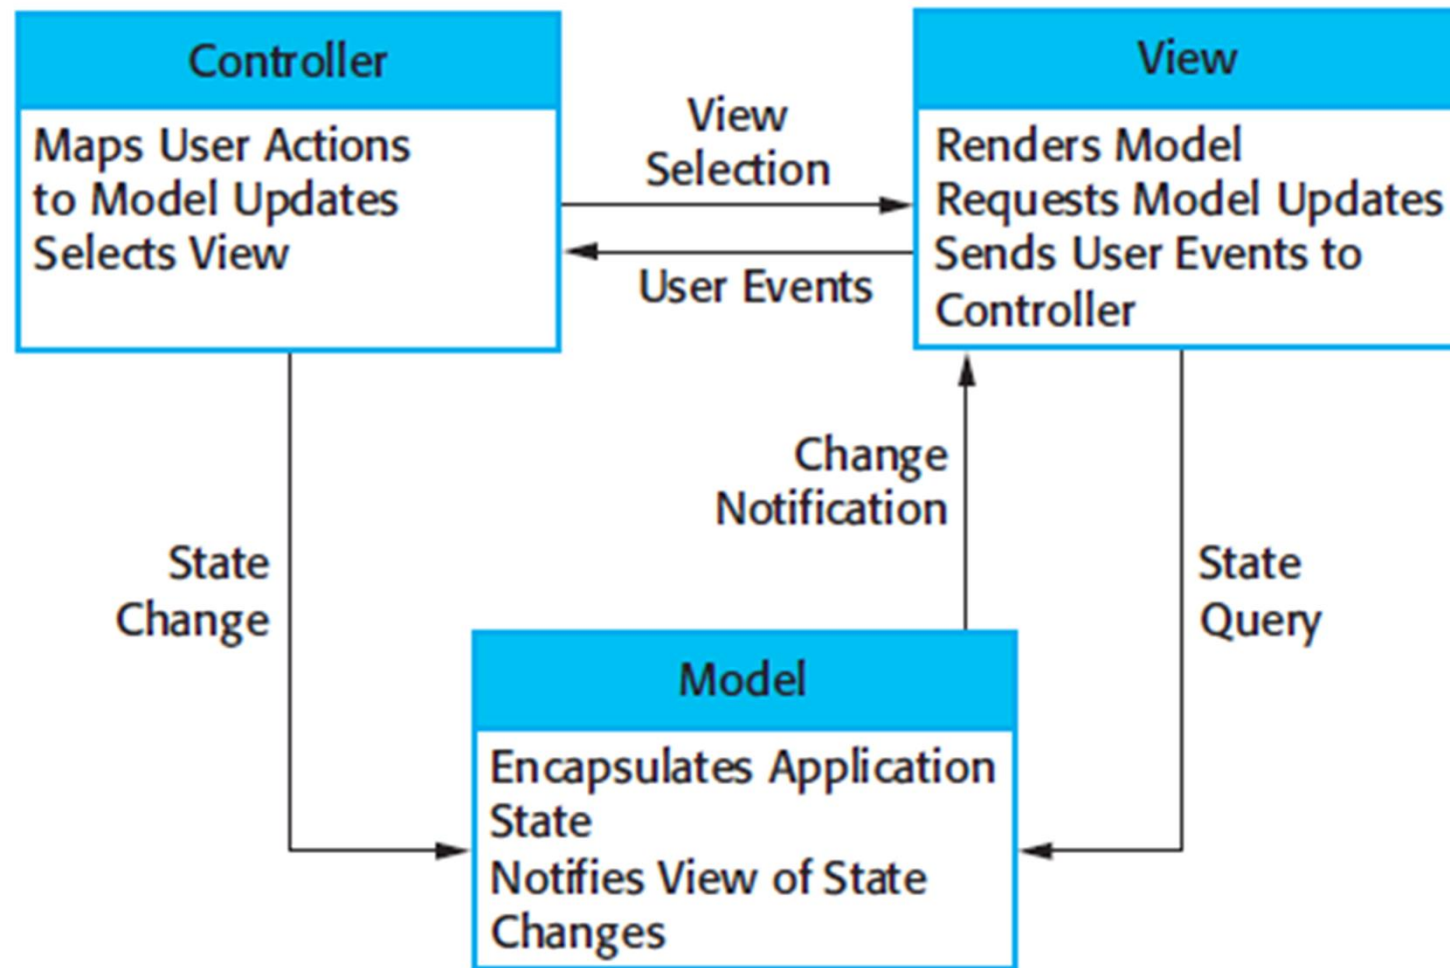 Controller
Maps User Actions
to Model Updates
Selects View
View
Selection
User Events
View
Renders Model
Requests Model Updates
Sends User Events to
Controller
Change
Notification
State
Change
State
Query
Model
Encapsulates Application
State
Notifies View of State
Changes